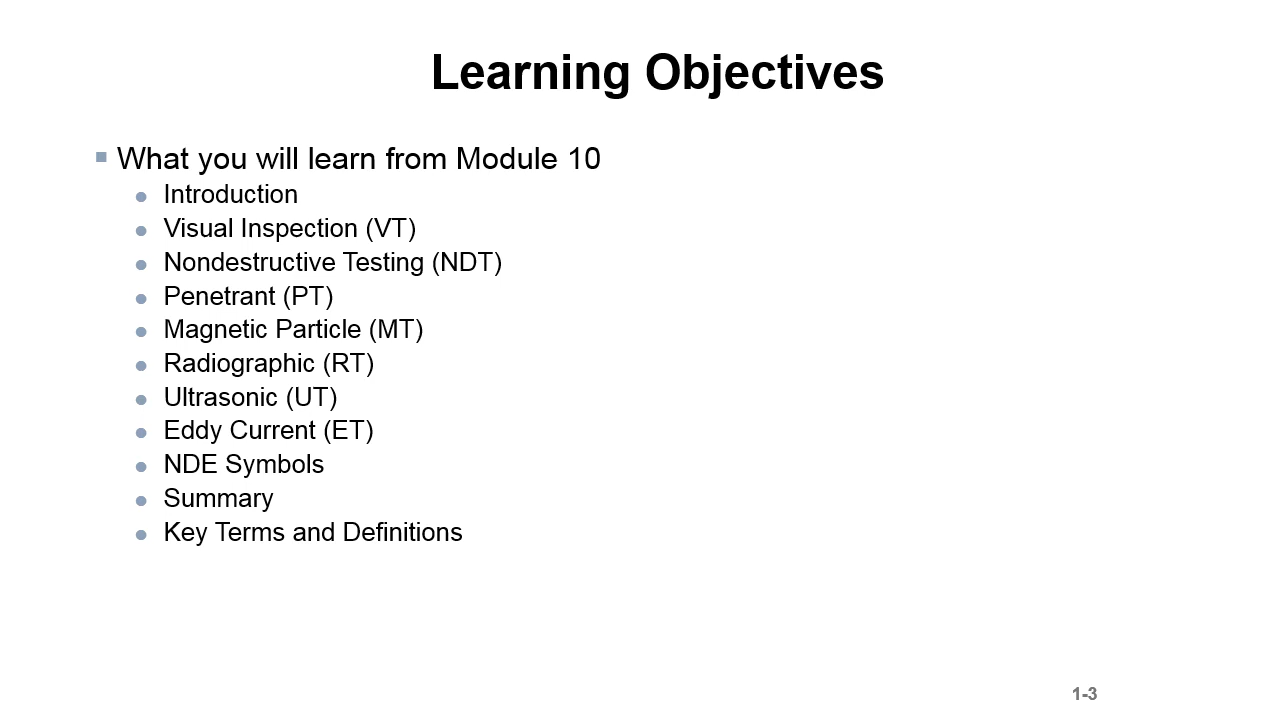 Learning Objectives
What you will learn from Module 10
Introduction
Visual Inspection (VT)
Nondestructive Testing (NDT)
Penetrant (PT)
Magnetic Particle (MT)
Radiographic (RT)
Ultrasonic (UT)
Eddy Current (ET)
NDE Symbols
Summary
Key Terms and Definitions
1-3